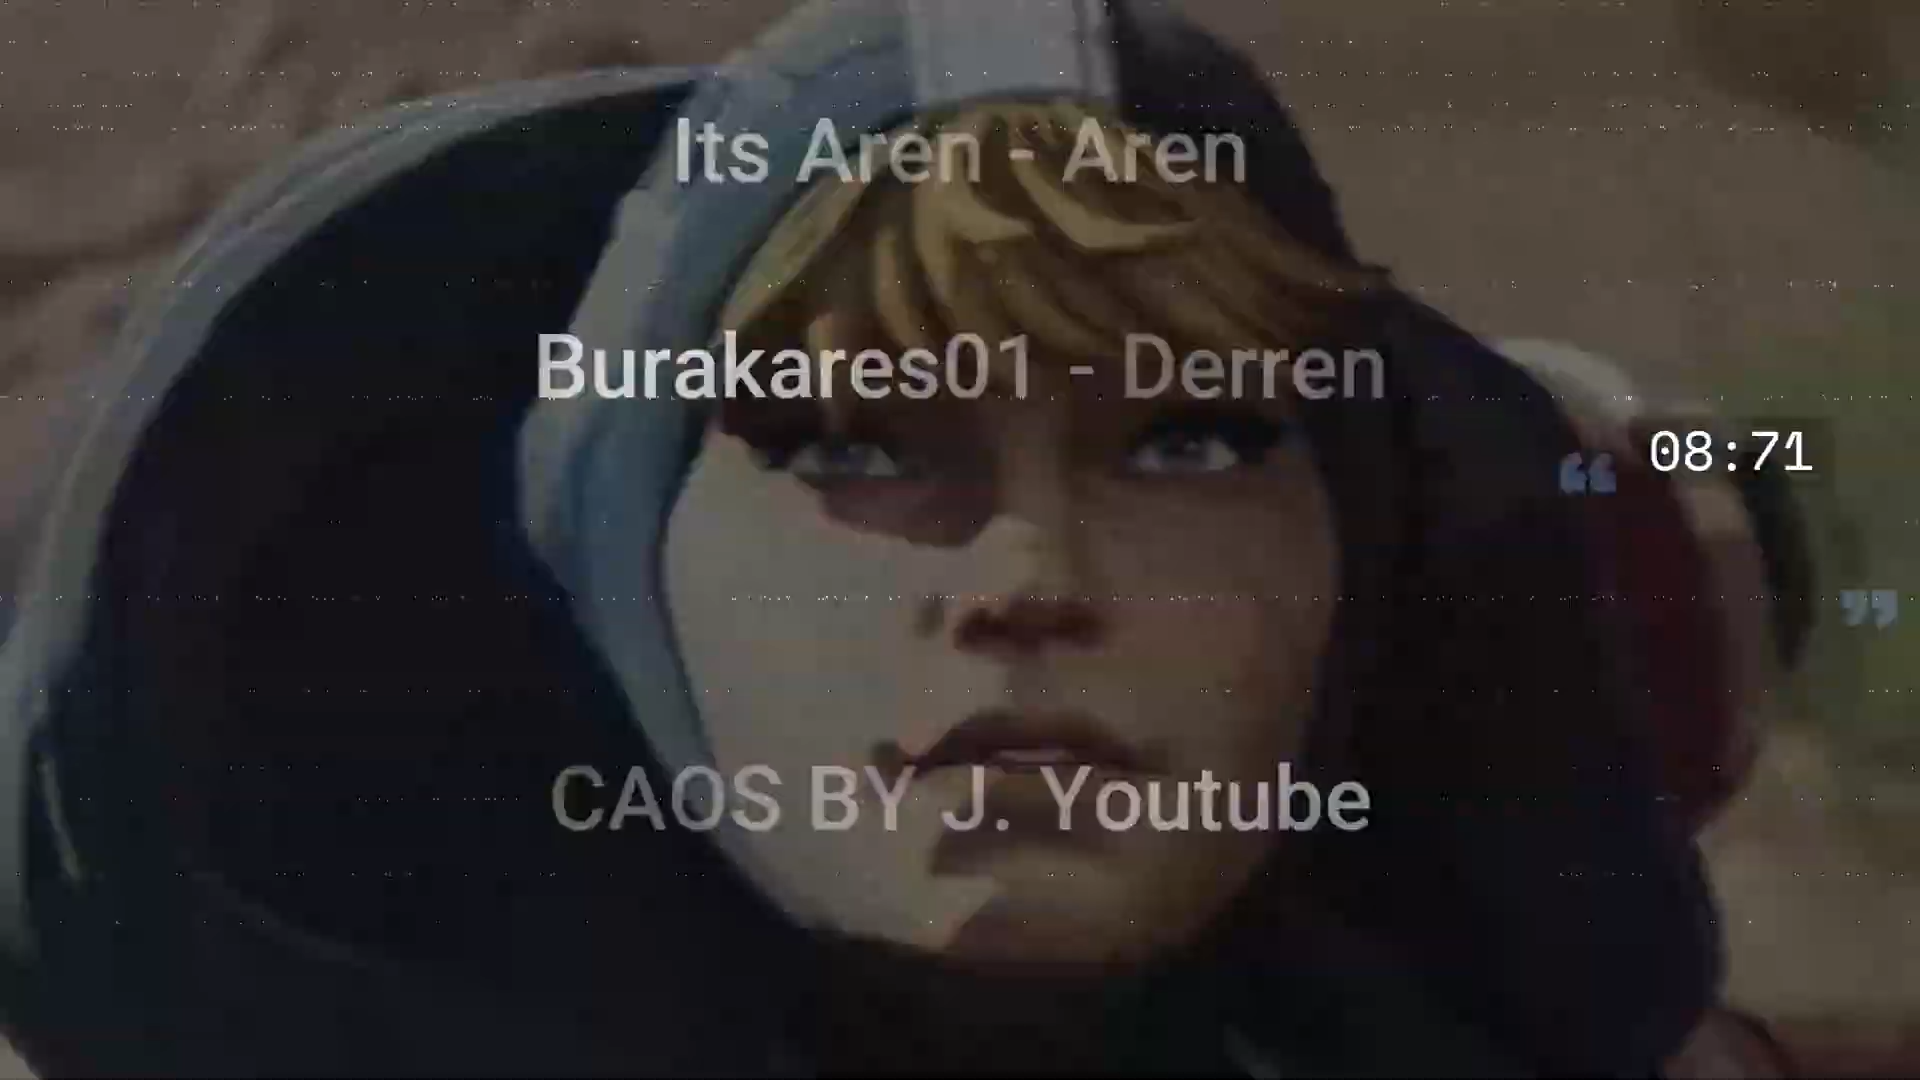 Its Aren - Aren
Burakares01 - Derren
08:71
“
”
CAOS BY J. Youtube